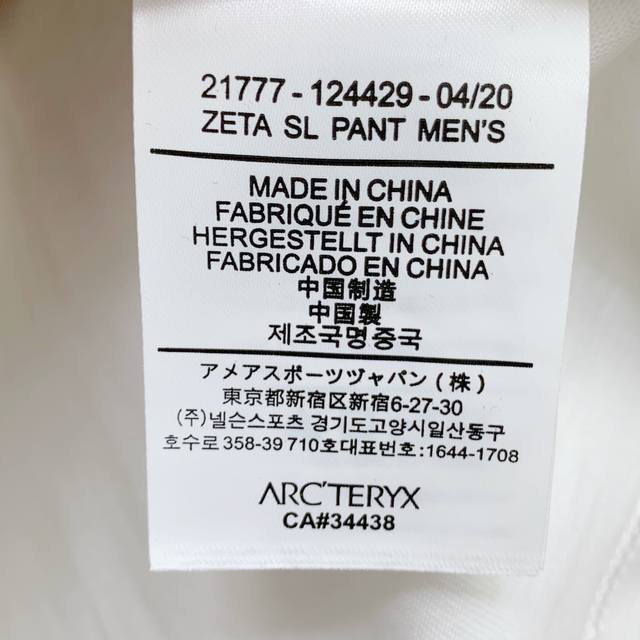 21777 - 124429 - 04/20
ZETA SL PANT MEN'S
MADE IN CHINA
FABRIQUÉ EN CHINE
HERGESTELLT IN CHINA
FABRICADO EN CHINA
中国制造
中国製
제조국명중국
アメアスポーツヅャパン (株)
東京都新宿区新宿6-27-30
(주)넬슨스포츠 경기도고양시일산동구
호수로 358-39 710호대표번호:1644-1708
ARC'TERYX
CA#34438